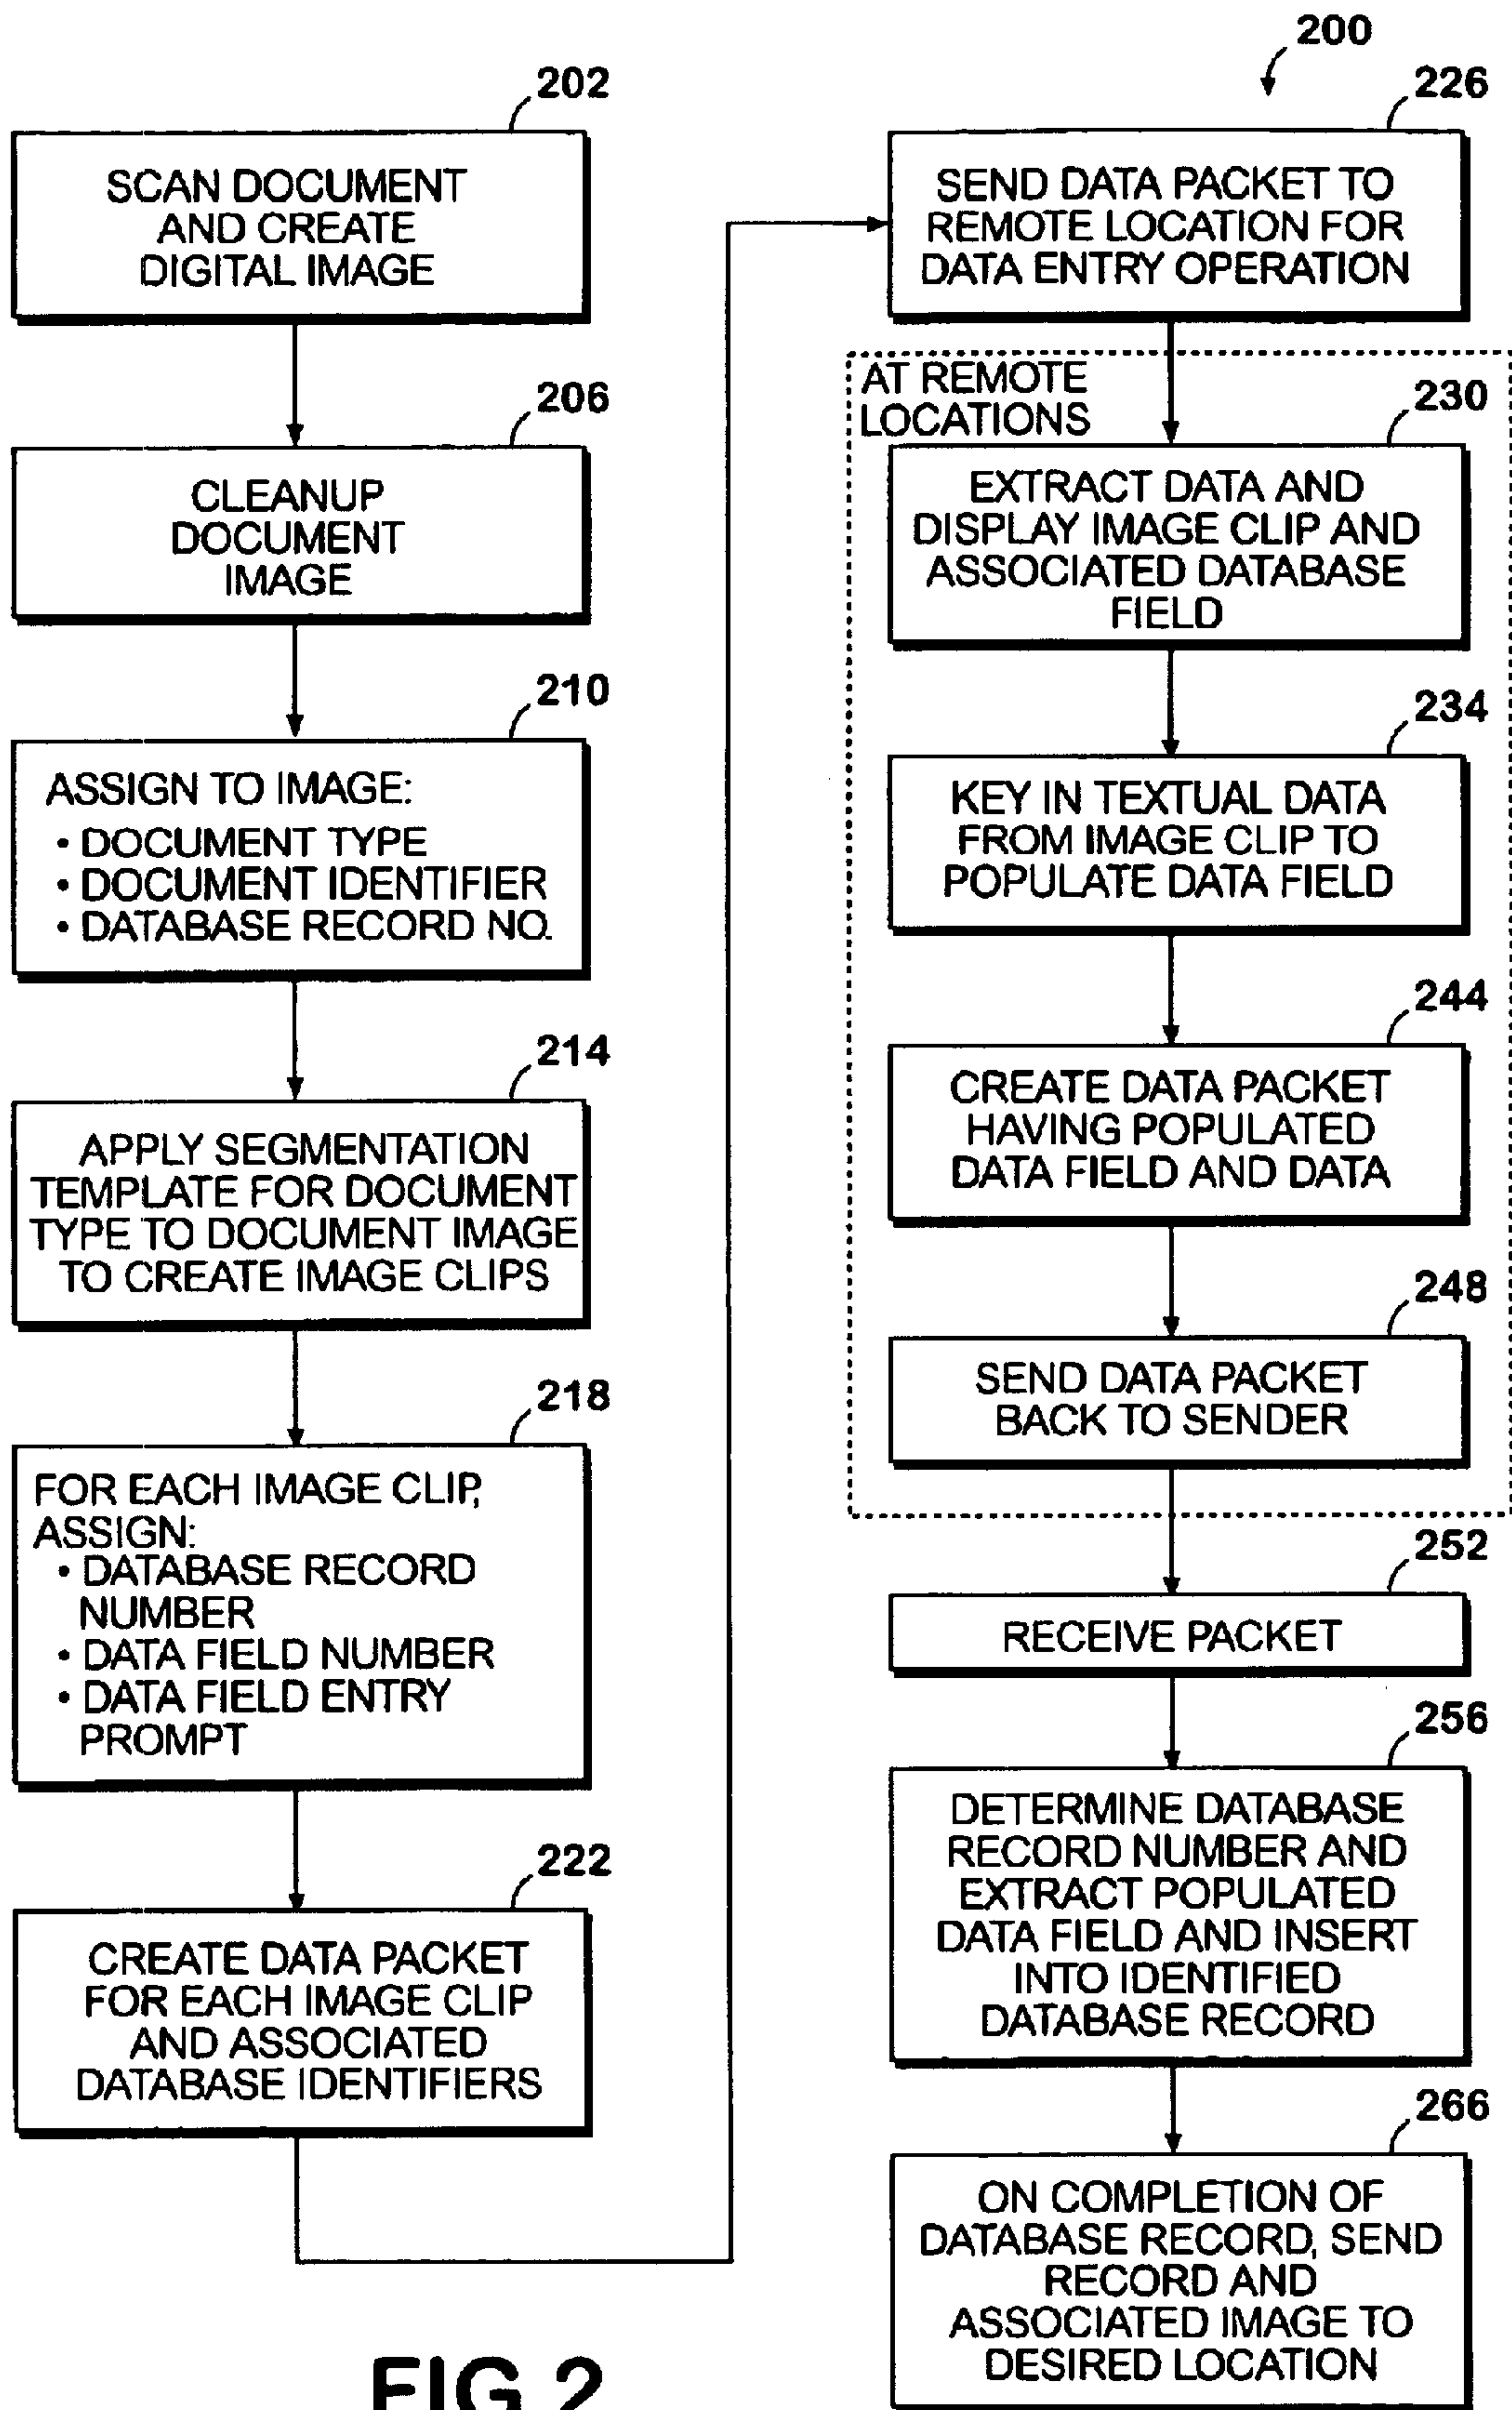 200
202
SCAN DOCUMENT
AND CREATE
DIGITAL IMAGE
206
CLEANUP
DOCUMENT
IMAGE
210
ASSIGN TO IMAGE:
• DOCUMENT TYPE
• DOCUMENT IDENTIFIER
• DATABASE RECORD NO.
214
APPLY SEGMENTATION
TEMPLATE FOR DOCUMENT
TYPE TO DOCUMENT IMAGE
TO CREATE IMAGE CLIPS
218
FOR EACH IMAGE CLIP,
ASSIGN:
• DATABASE RECORD
NUMBER
• DATA FIELD NUMBER
• DATA FIELD ENTRY
PROMPT
222
CREATE DATA PACKET
FOR EACH IMAGE CLIP
AND ASSOCIATED
DATABASE IDENTIFIERS
226
SEND DATA PACKET TO
REMOTE LOCATION FOR
DATA ENTRY OPERATION
AT REMOTE
LOCATIONS
230
EXTRACT DATA AND
DISPLAY IMAGE CLIP AND
ASSOCIATED DATABASE
FIELD
234
KEY IN TEXTUAL DATA
FROM IMAGE CLIP TO
POPULATE DATA FIELD
244
CREATE DATA PACKET
HAVING POPULATED
DATA FIELD AND DATA
248
SEND DATA PACKET
BACK TO SENDER
252
RECEIVE PACKET
256
DETERMINE DATABASE
RECORD NUMBER AND
EXTRACT POPULATED
DATA FIELD AND INSERT
INTO IDENTIFIED
DATABASE RECORD
266
ON COMPLETION OF
DATABASE RECORD, SEND
RECORD AND
ASSOCIATED IMAGE TO
DESIRED LOCATION
FIG 2